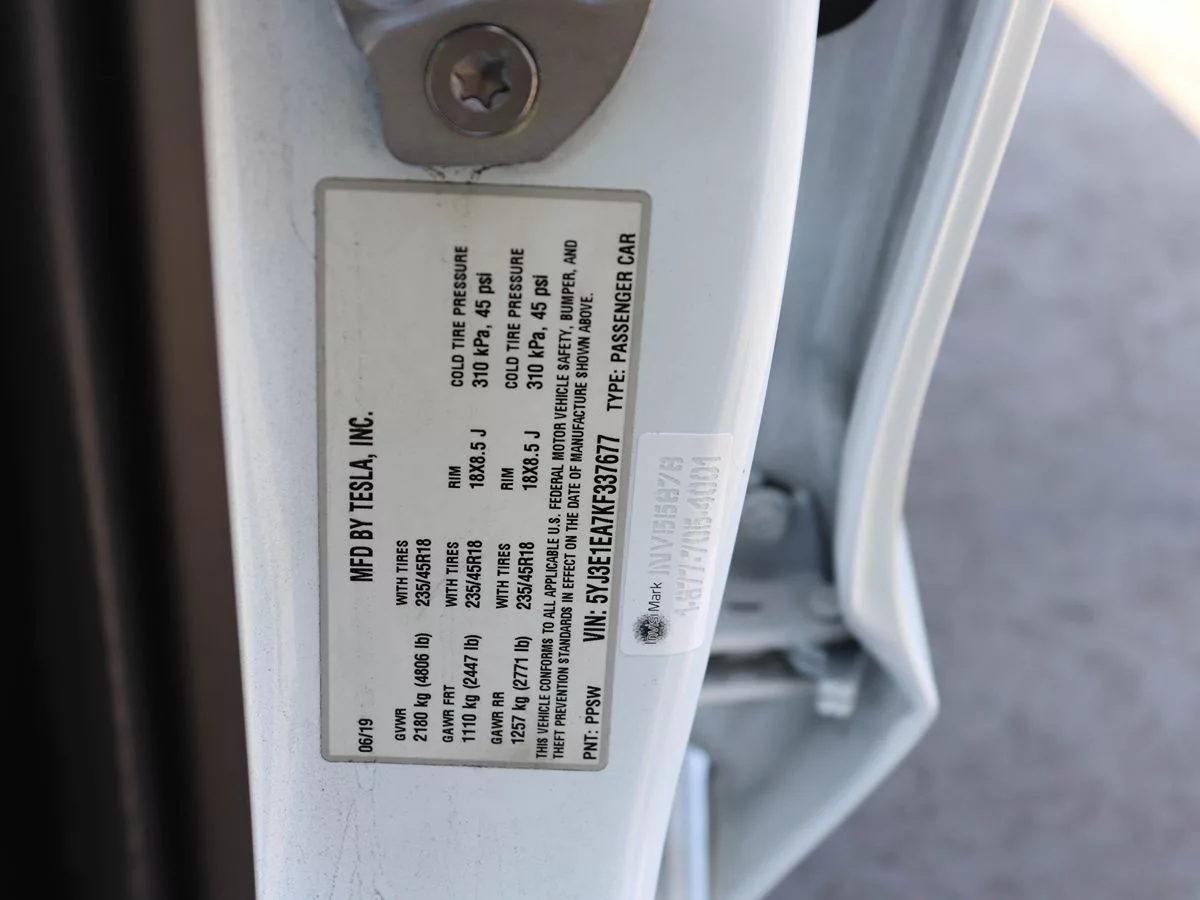 MFD BY TESLA, INC.
06/19
GVWR WITH TIRES
2180 kg (4806 lb) 235/45R18
GAWR FRT WITH TIRES RIM COLD TIRE PRESSURE
1110 kg (2447 lb) 235/45R18 18X8.5 J 310 kPa, 45 psi
GAWR RR WITH TIRES RIM COLD TIRE PRESSURE
1257 kg (2771 lb) 235/45R18 18X8.5 J 310 kPa, 45 psi
THIS VEHICLE CONFORMS TO ALL APPLICABLE U.S. FEDERAL MOTOR VEHICLE SAFETY, BUMPER, AND
THEFT PREVENTION STANDARDS IN EFFECT ON THE DATE OF MANUFACTURE SHOWN ABOVE.
PNT: PPSW VIN: 5YJ3E1EA7KF337677 TYPE: PASSENGER CAR
Mark